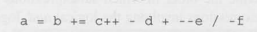 a = b += c++ - d + --e / -f